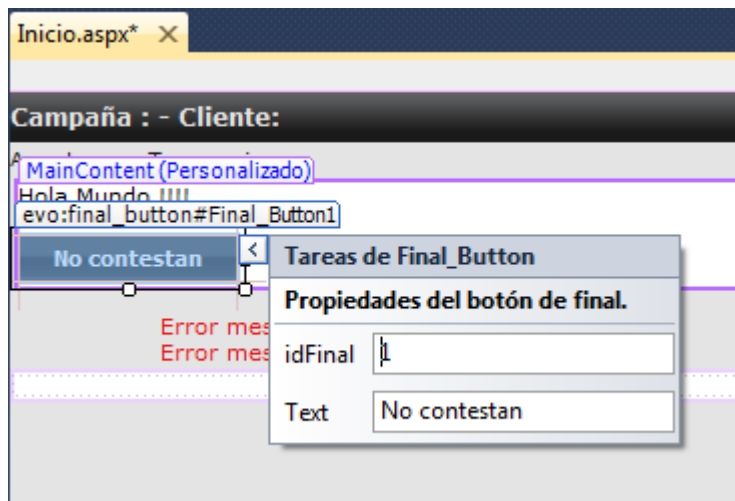 Inicio.aspx* X
Campaña : - Cliente:
MainContent (Personalizado)
Hola Mundo !!!!
evo:final_button#Final_Button1
No contestan
<
Tareas de Final_Button
Propiedades del botón de final.
Error mes
Error mes
idFinal 1
Text No contestan